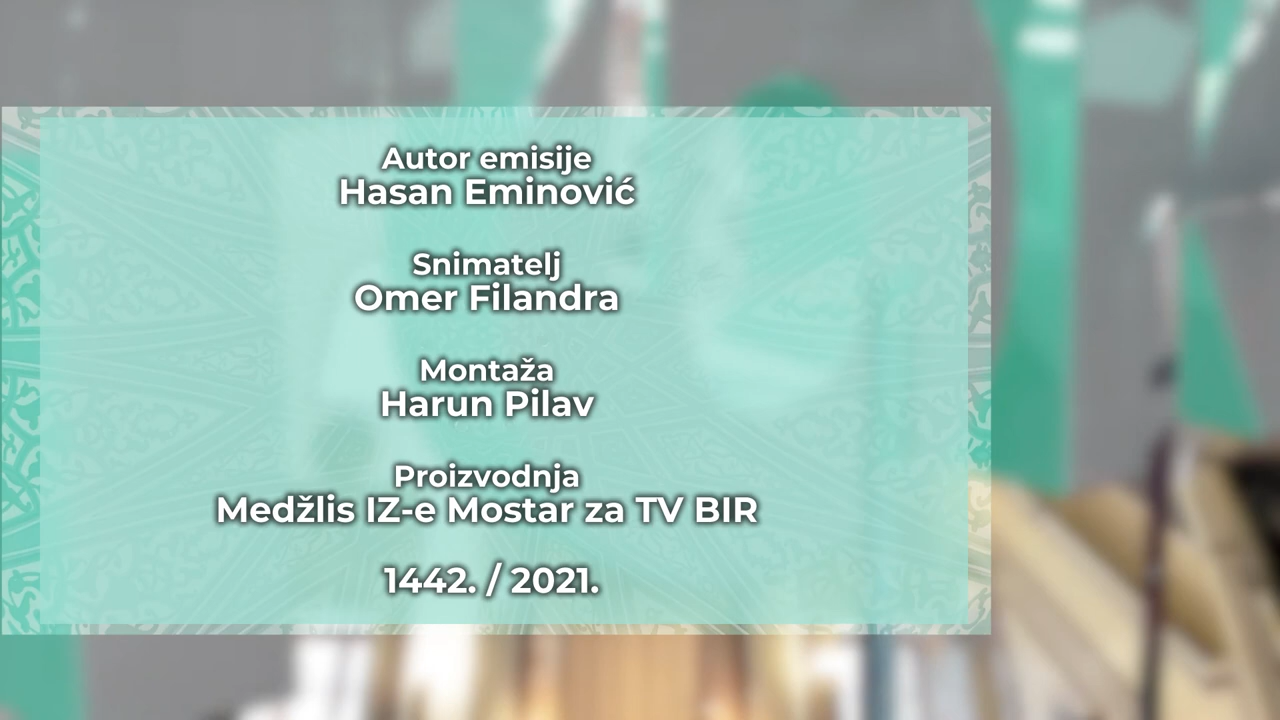 Autor emisije
Hasan Eminović
Snimatelj
Omer Filandra
Montaža
Harun Pilav
Proizvodnja
Medžlis IZ-e Mostar za TV BIR
1442. / 2021.